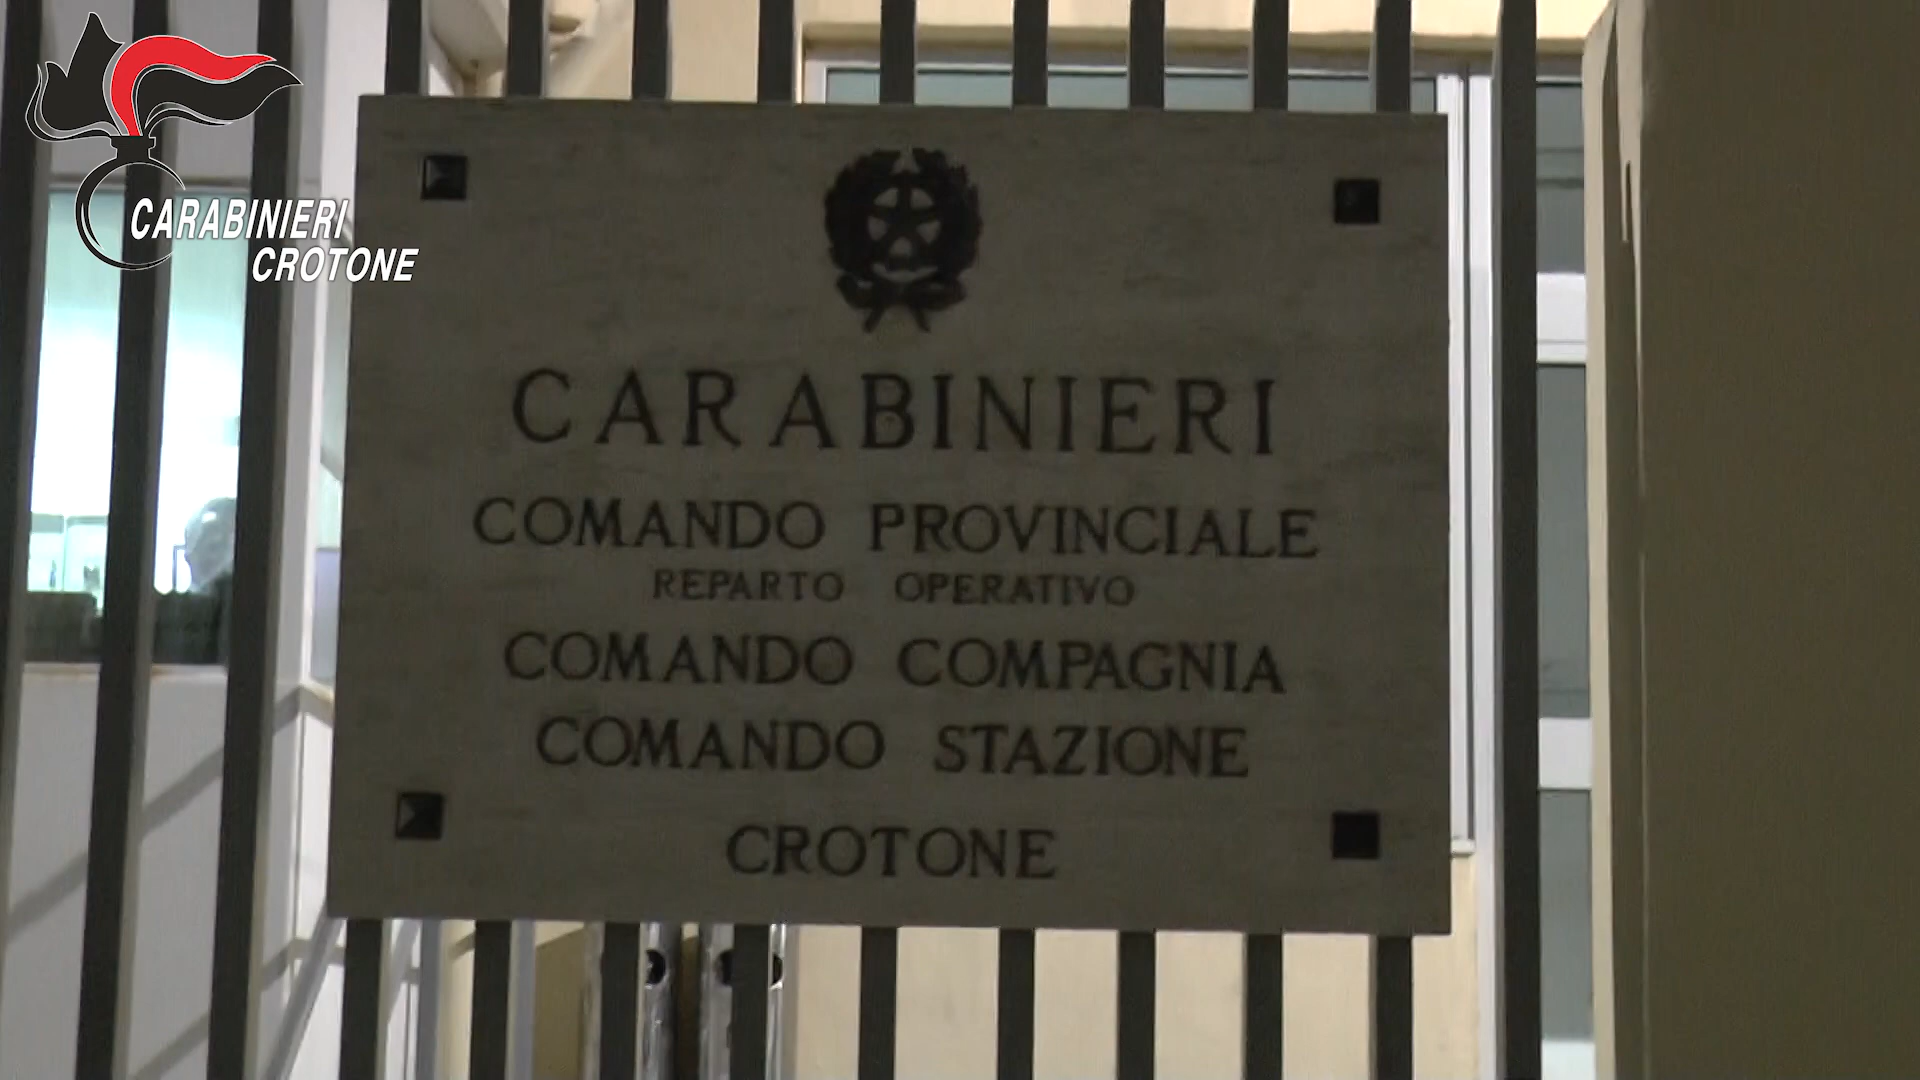 CARABINIERI
CROTONE
CARABINIERI
COMANDO PROVINCIALE
REPARTO OPERATIVO
COMANDO COMPAGNIA
COMANDO STAZIONE
CROTONE